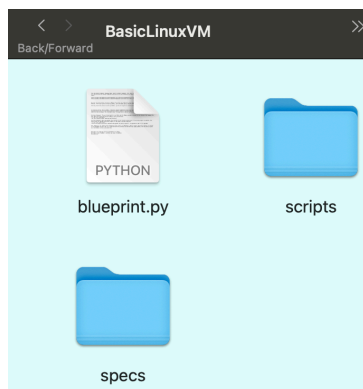 BasicLinuxVM
Back/Forward
PYTHON
blueprint.py
scripts
specs